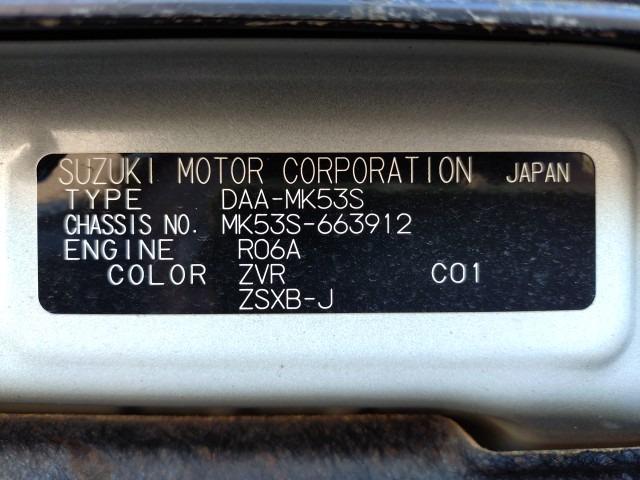 SUZUKI MOTOR CORPORATION JAPAN
TYPE DAA-MK53S
CHASSIS NO. MK53S-663912
ENGINE R06A
COLOR ZVR C01
ZSXB-J